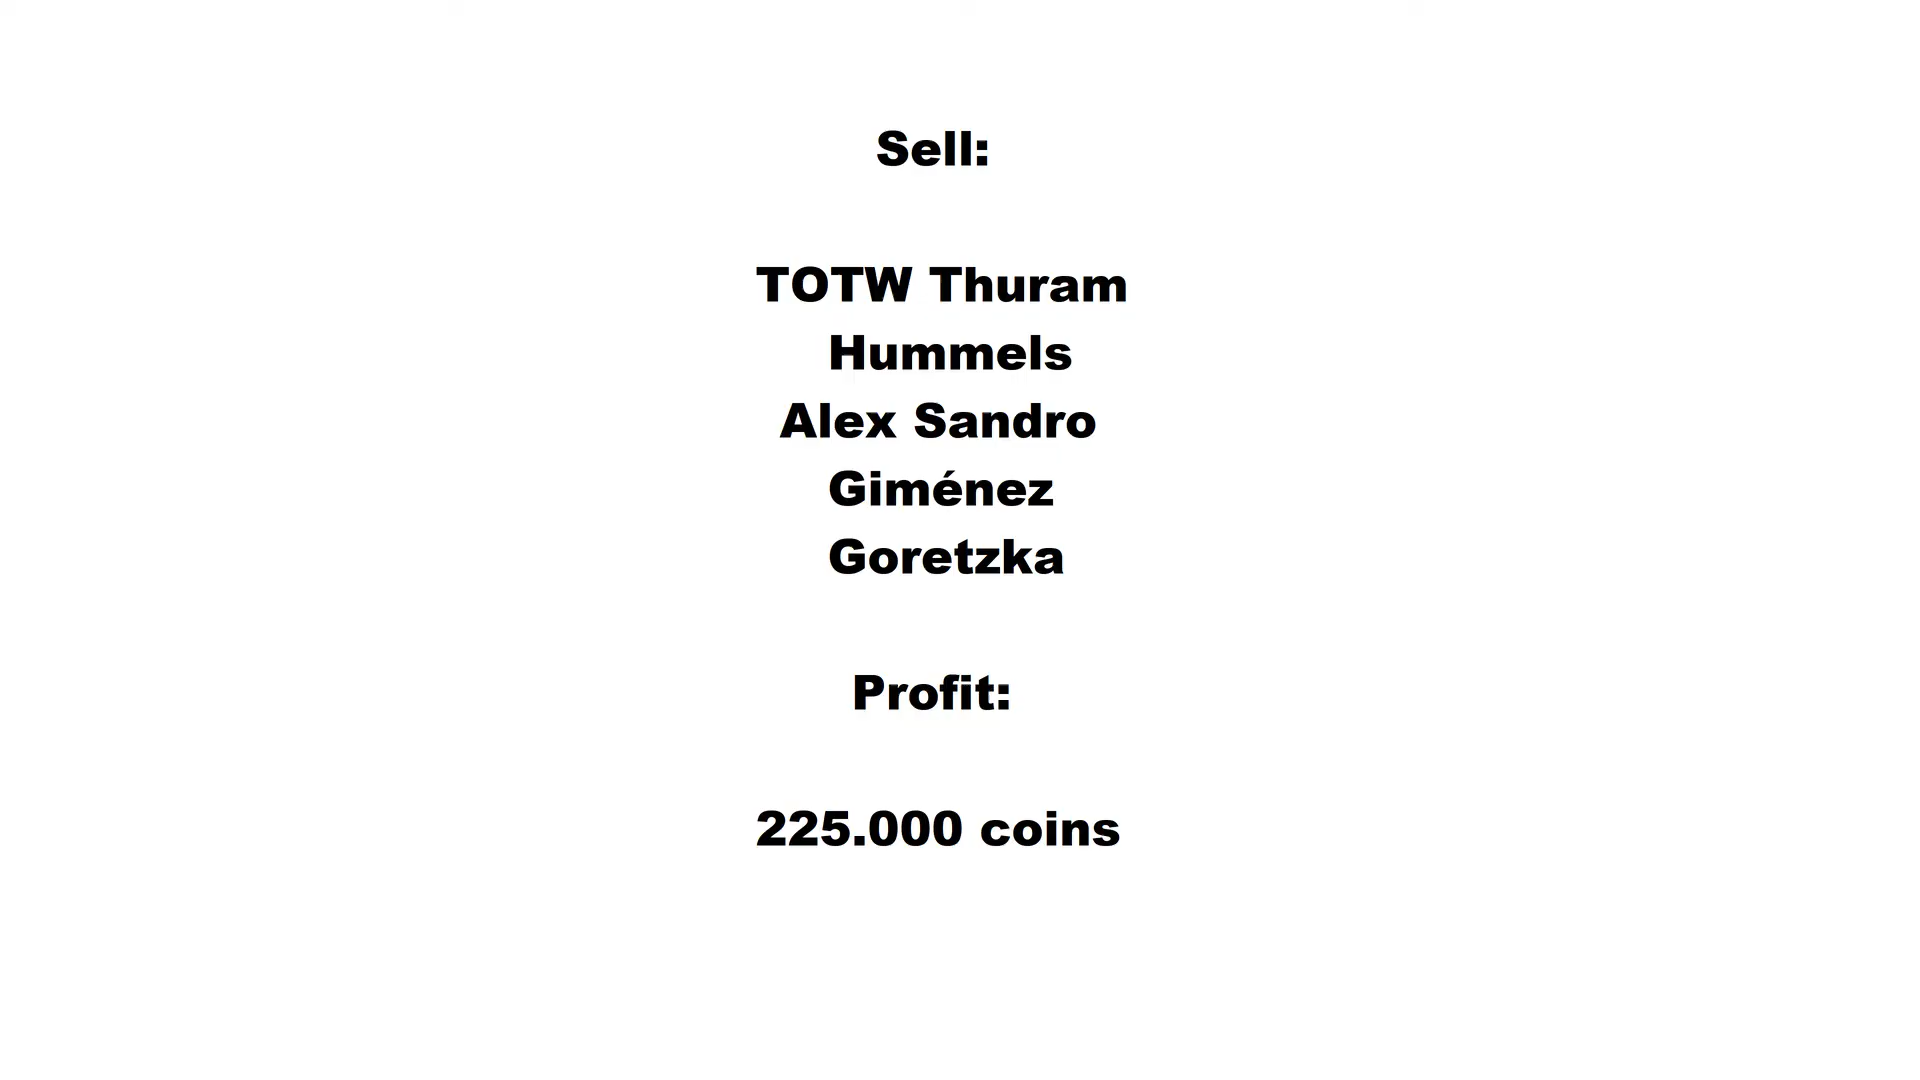 Sell:
TOTW Thuram
Hummels
Alex Sandro
Giménez
Goretzka
Profit:
225.000 coins